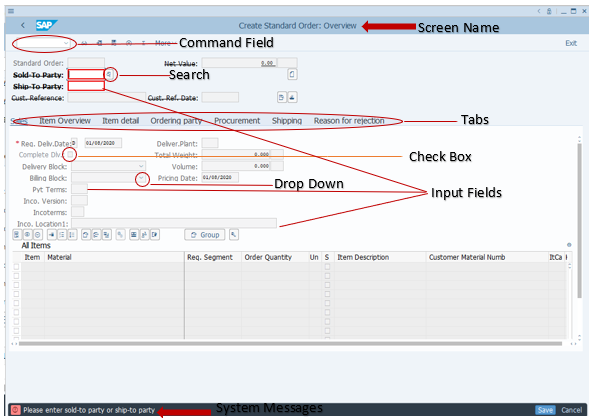 SAP
Create Standard Order: Overview
Screen Name
More
Command Field
Exit
Standard Order:
Net Value:
0.00
Sold-To Party:
Search
Ship-To Party:
Cust. Reference:
Cust. Ref. Date:
Sales
Item Overview
Item detail
Ordering party
Procurement
Shipping
Reason for rejection
Tabs
* Req. Deliv.Date:
D
01/08/2020
Deliver.Plant:
Complete Dlv.:
Total Weight:
0.000
Check Box
Delivery Block:
Volume:
0.000
Billing Block:
Pricing Date:
01/08/2020
Drop Down
Pyt Terms:
Input Fields
Inco. Version:
Incoterms:
Inco. Location1:
Group
All Items
Item
Material
Req. Segment
Order Quantity
Un
S
Item Description
Customer Material Numb
ItCa
Please enter sold-to party or ship-to party
System Messages
Save
Cancel